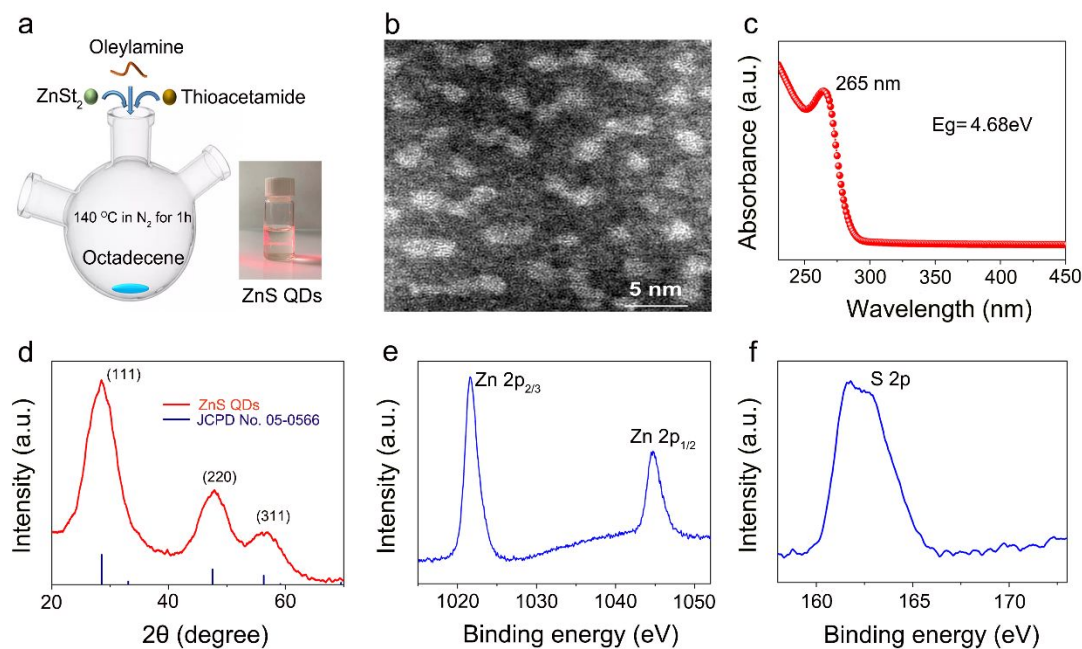 a
Oleylamine
ZnSt₂
Thioacetamide
140 ᴼC in N₂ for 1h
Octadecene
ZnS QDs
b
5 nm
c
Absorbance (a.u.)
265 nm
Eg= 4.68eV
250 300 350 400 450
Wavelength (nm)
d
Intensity (a.u.)
(111)
ZnS QDs
JCPD No. 05-0566
(220)
(311)
20 40 60
2θ (degree)
e
Intensity (a.u.)
Zn 2p₂/₃
Zn 2p₁/₂
1020 1030 1040 1050
Binding energy (eV)
f
Intensity (a.u.)
S 2p
160 165 170
Binding energy (eV)